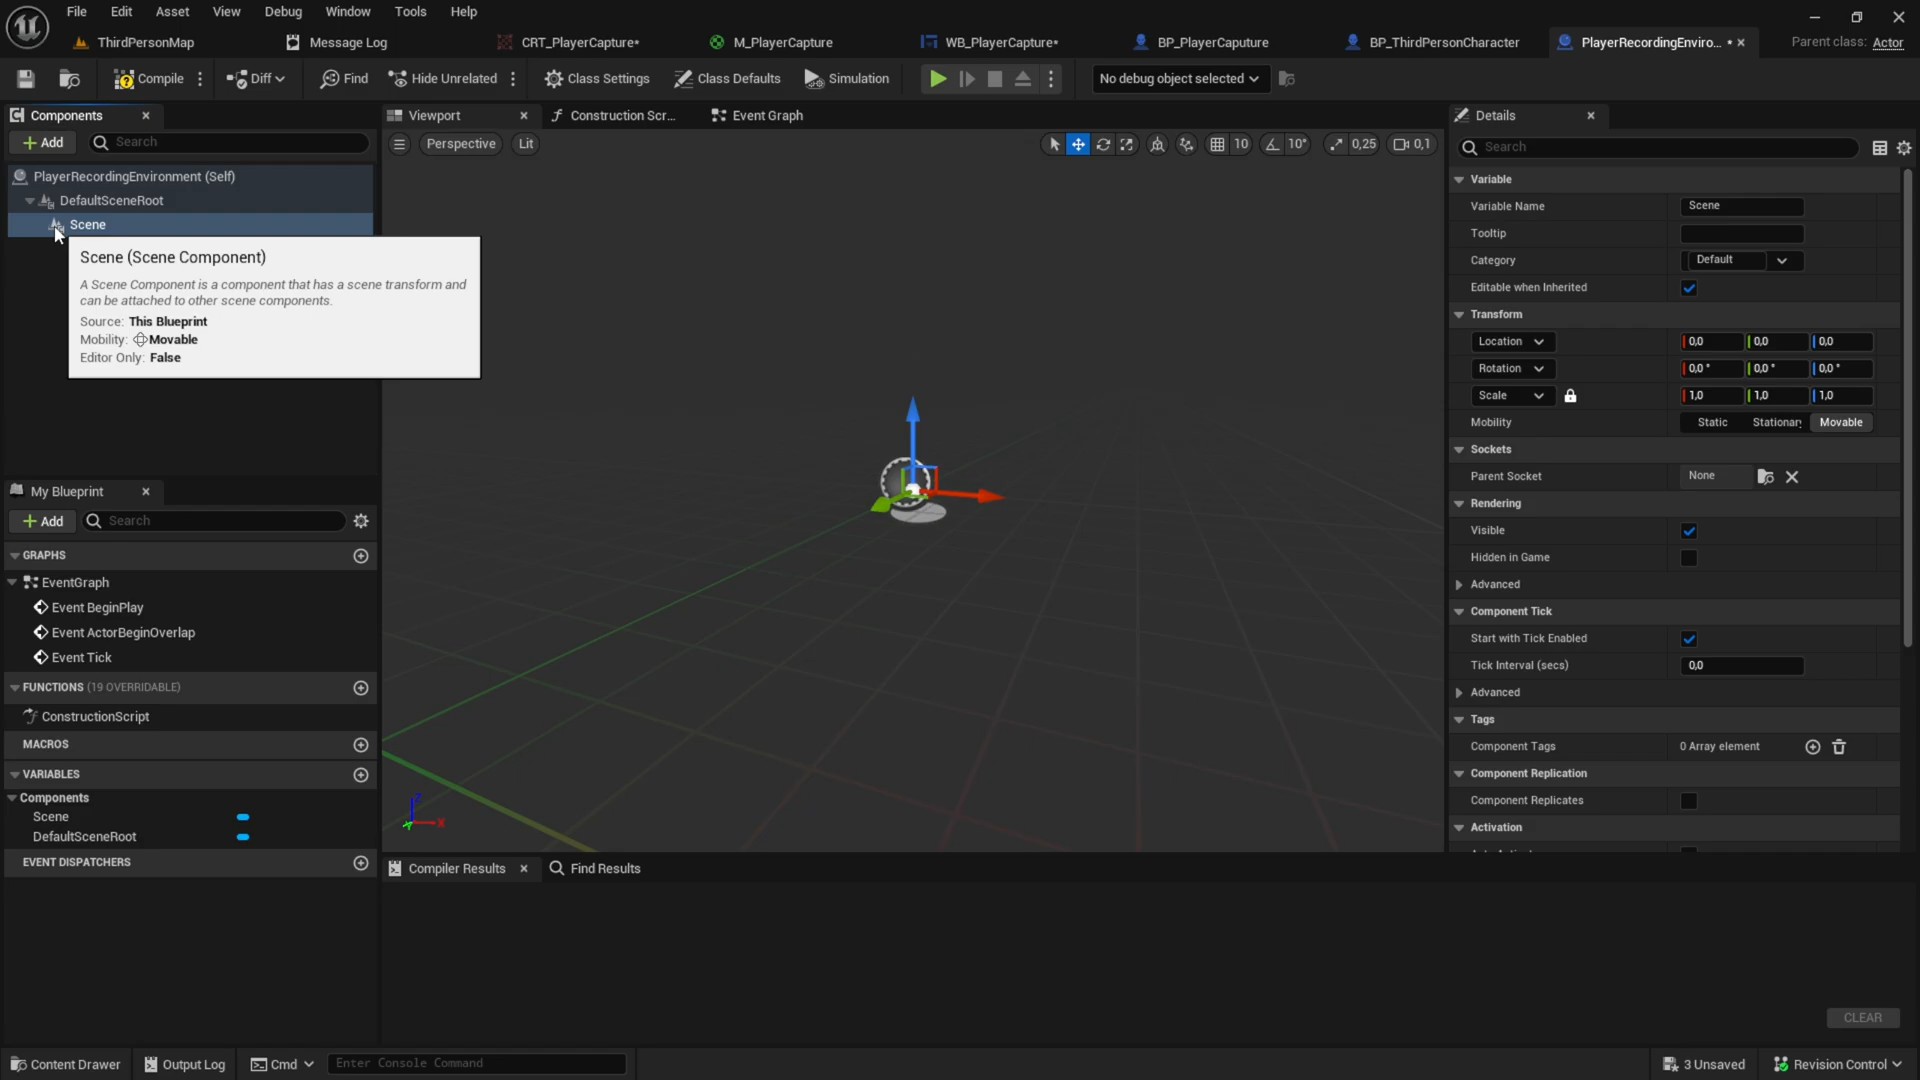 File Edit Asset View Debug Window Tools Help
ThirdPersonMap Message Log CRT_PlayerCapture* M_PlayerCapture WB_PlayerCapture* BP_PlayerCaputure BP_ThirdPersonCharacter PlayerRecordingEnviro... * Parent class: Actor
Compile Diff Find Hide Unrelated Class Settings Class Defaults Simulation No debug object selected
Components
Add Search
PlayerRecordingEnvironment (Self)
DefaultSceneRoot
Scene
Scene (Scene Component)
A Scene Component is a component that has a scene transform and
can be attached to other scene components.
Source: This Blueprint
Mobility: Movable
Editor Only: False
My Blueprint
Add Search
GRAPHS
EventGraph
Event BeginPlay
Event ActorBeginOverlap
Event Tick
FUNCTIONS (19 OVERRIDABLE)
ConstructionScript
MACROS
VARIABLES
Components
Scene
DefaultSceneRoot
EVENT DISPATCHERS
Viewport Construction Scr... Event Graph
Perspective Lit 10 10° 0,25 0,1
Z
X
Y
Compiler Results Find Results
CLEAR
Details
Search
Variable
Variable Name Scene
Tooltip
Category Default
Editable when Inherited
Transform
Location 0,0 0,0 0,0
Rotation 0,0 ° 0,0 ° 0,0 °
Scale 1,0 1,0 1,0
Mobility Static Stationary Movable
Sockets
Parent Socket None
Rendering
Visible
Hidden in Game
Advanced
Component Tick
Start with Tick Enabled
Tick Interval (secs) 0,0
Advanced
Tags
Component Tags 0 Array element
Component Replication
Component Replicates
Activation
Content Drawer Output Log Cmd Enter Console Command 3 Unsaved Revision Control